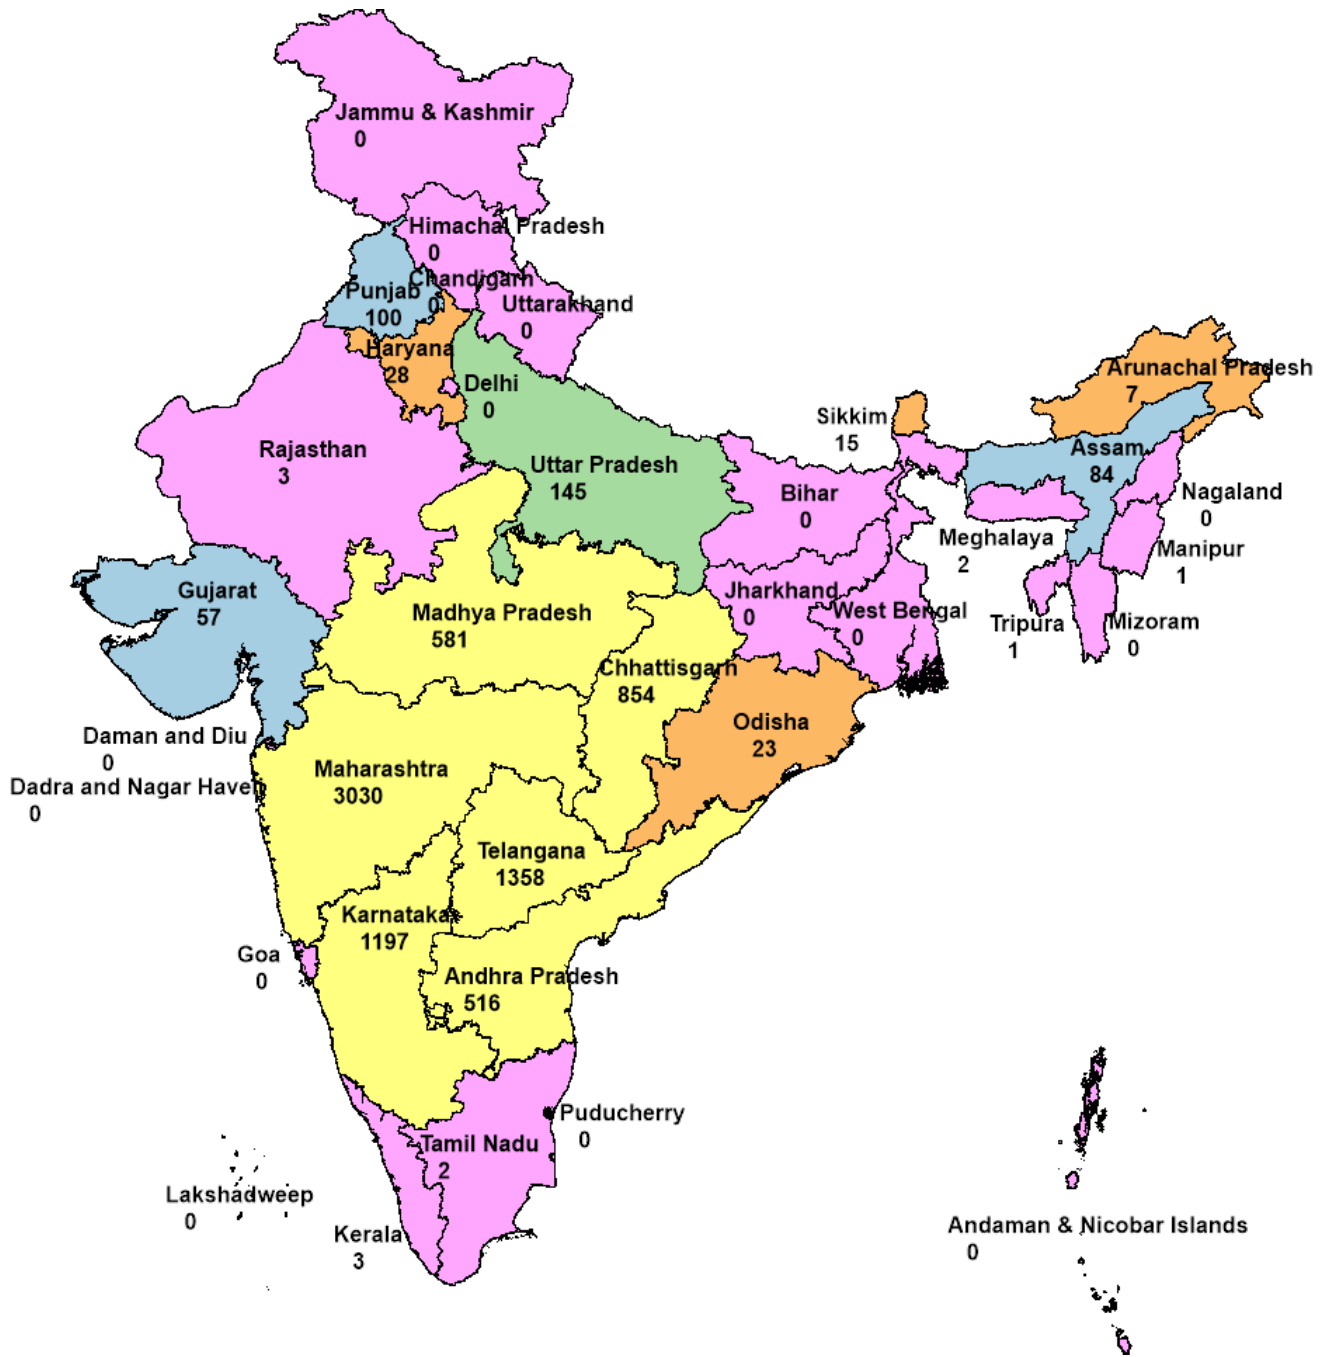 Jammu & Kashmir
0
Himachal Pradesh
0
Chandigarh
0
Punjab
100
Uttarakhand
0
Haryana
28
Delhi
0
Arunachal Pradesh
7
Sikkim
15
Rajasthan
3
Uttar Pradesh
145
Assam
84
Bihar
0
Nagaland
0
Meghalaya
2
Manipur
1
Gujarat
57
Madhya Pradesh
581
Jharkhand
0
West Bengal
0
Tripura
1
Mizoram
0
Chhattisgarh
854
Odisha
23
Daman and Diu
0
Dadra and Nagar Haveli
0
Maharashtra
3030
Telangana
1358
Karnataka
1197
Goa
0
Andhra Pradesh
516
Puducherry
0
Tamil Nadu
2
Lakshadweep
0
Kerala
3
Andaman & Nicobar Islands
0